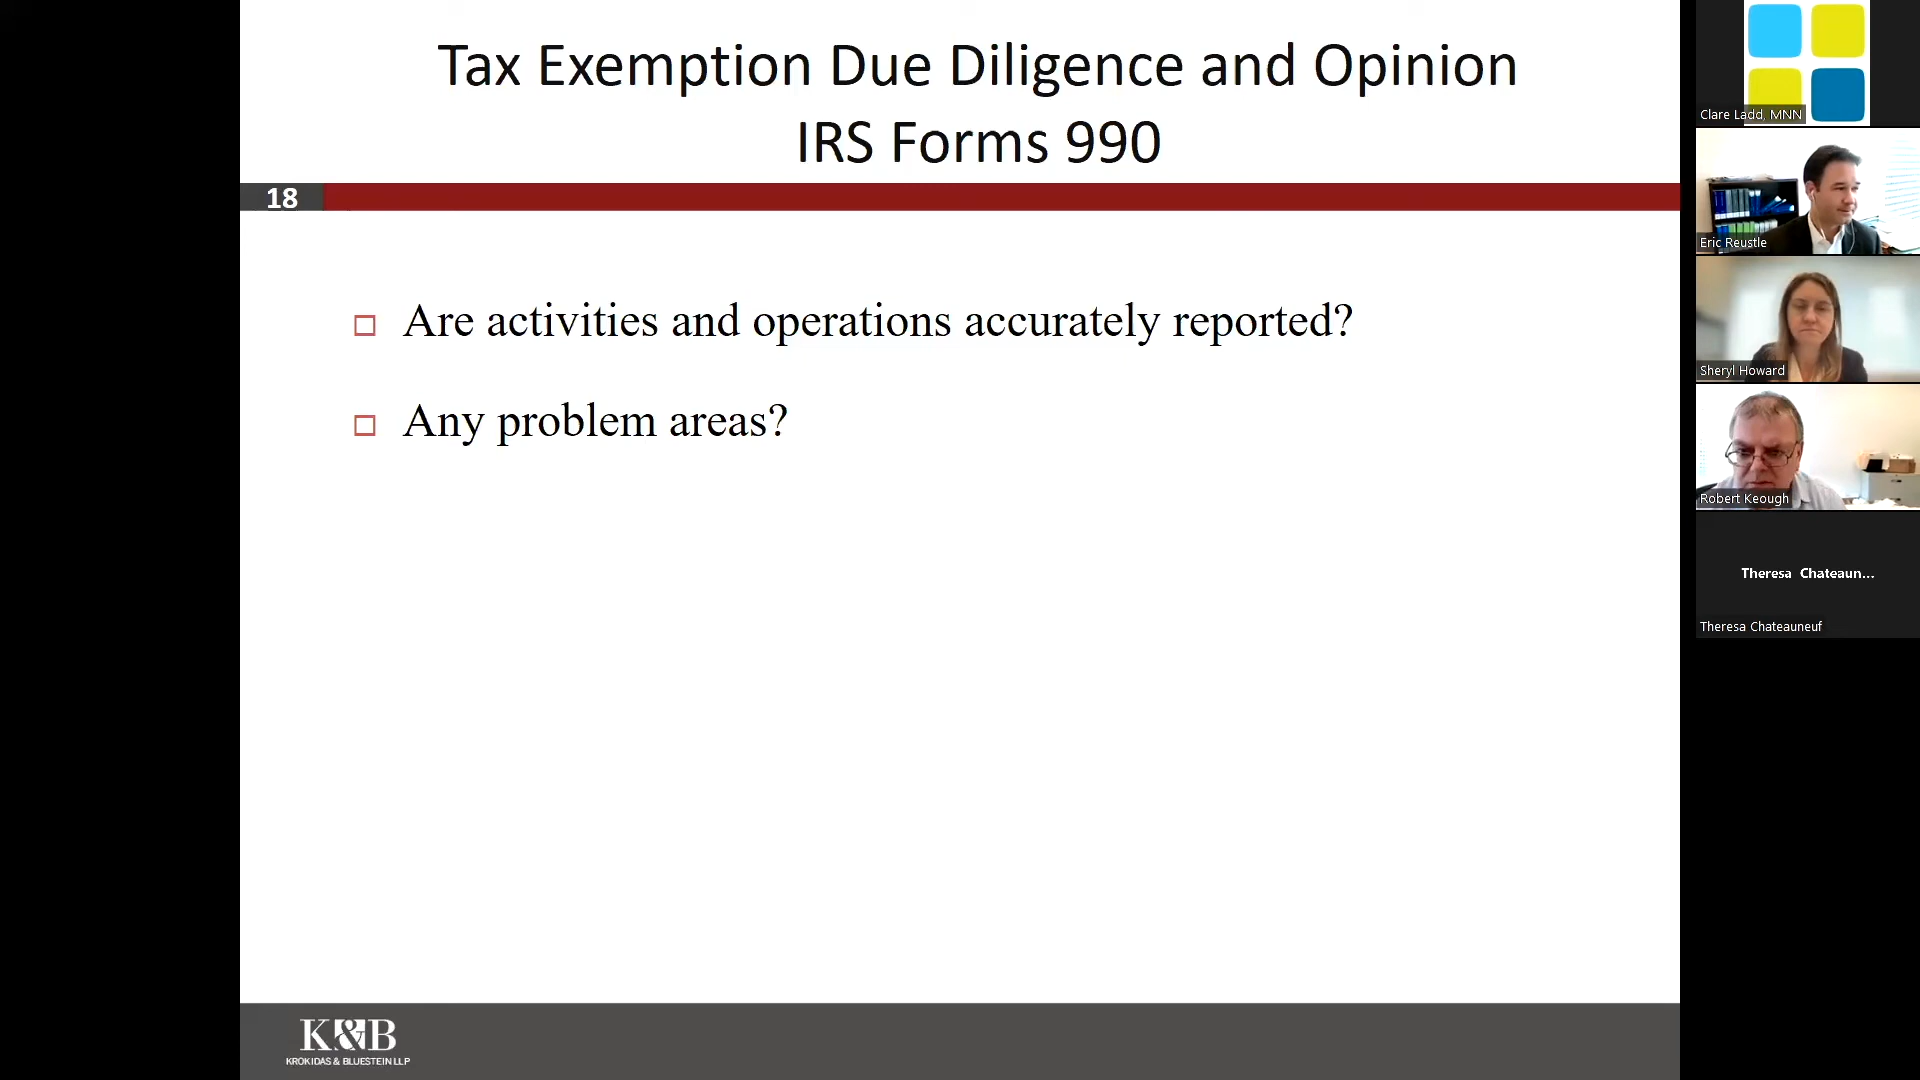 Tax Exemption Due Diligence and Opinion
IRS Forms 990
18
Are activities and operations accurately reported?
Any problem areas?
K&B
KROKIDAS & BLUESTEIN LLP
Clare Ladd, MNN
Eric Reustle
Sheryl Howard
Robert Keough
Theresa Chateaun...
Theresa Chateauneuf